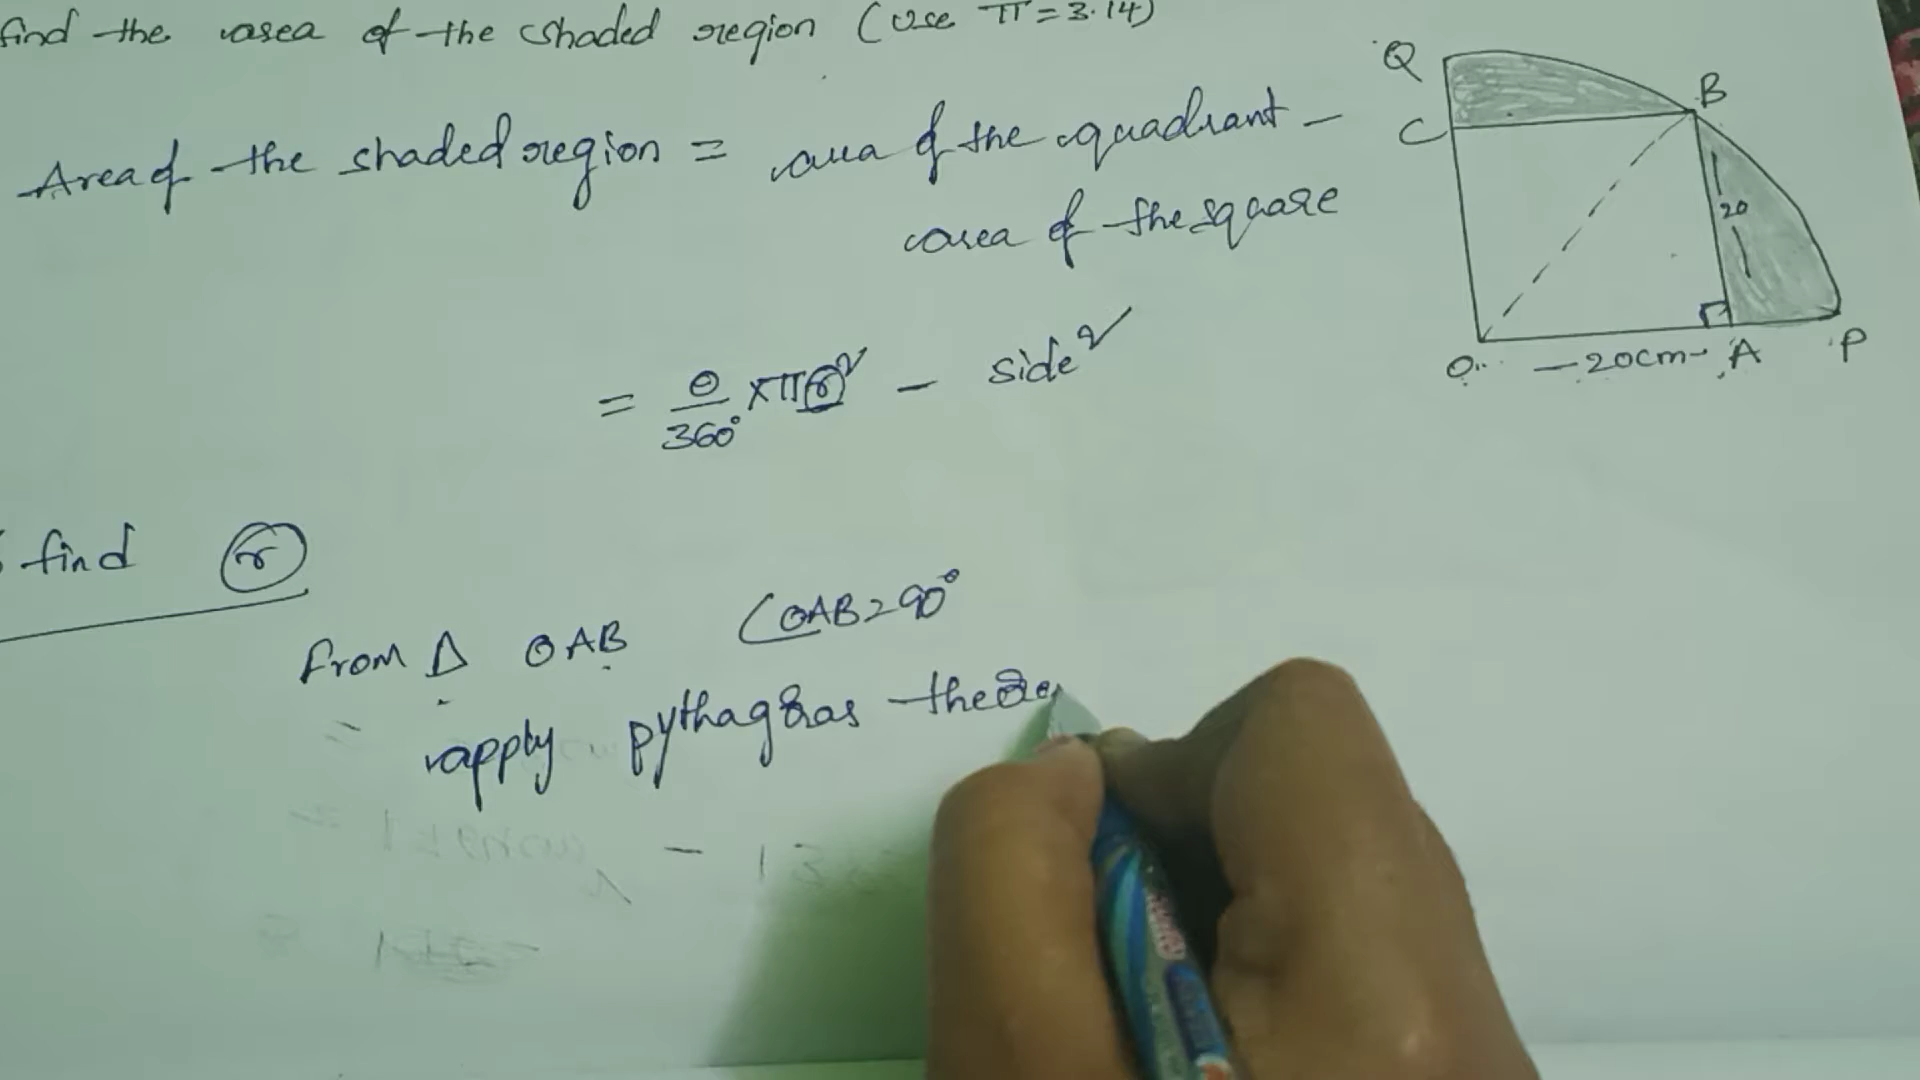 find the area of the shaded region (Use π = 3.14)
Area of the shaded region = area of the quadrant -
area of the square
= θ/360° × πr² - side²
find r
From Δ OAB ∠OAB = 90°
apply pythagoras theore
Q
B
C
20
O
20cm
A
P